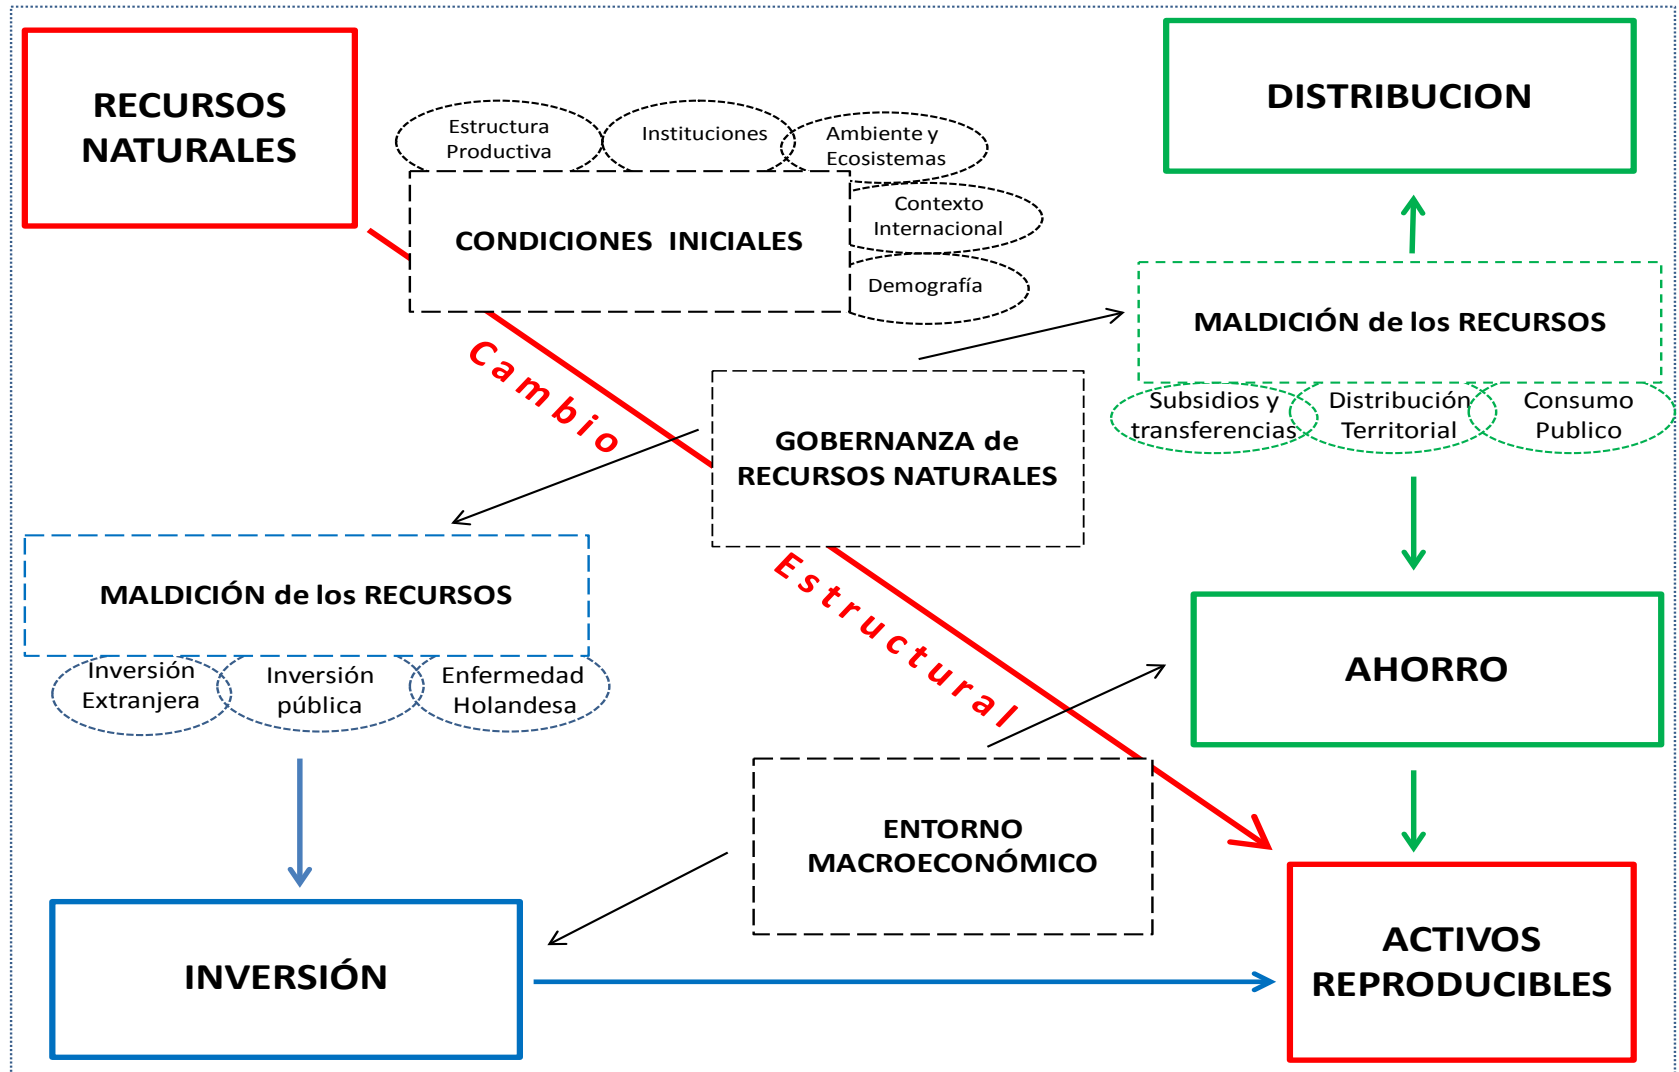 RECURSOS
NATURALES
DISTRIBUCION
Estructura
Productiva
Instituciones
Ambiente y
Ecosistemas
Contexto
Internacional
Demografía
CONDICIONES INICIALES
MALDICIÓN de los RECURSOS
Subsidios y
transferencias
Distribución
Territorial
Consumo
Publico
Cambio
GOBERNANZA de
RECURSOS NATURALES
Estructural
MALDICIÓN de los RECURSOS
Inversión
Extranjera
Inversión
pública
Enfermedad
Holandesa
AHORRO
ENTORNO
MACROECONÓMICO
INVERSIÓN
ACTIVOS
REPRODUCIBLES